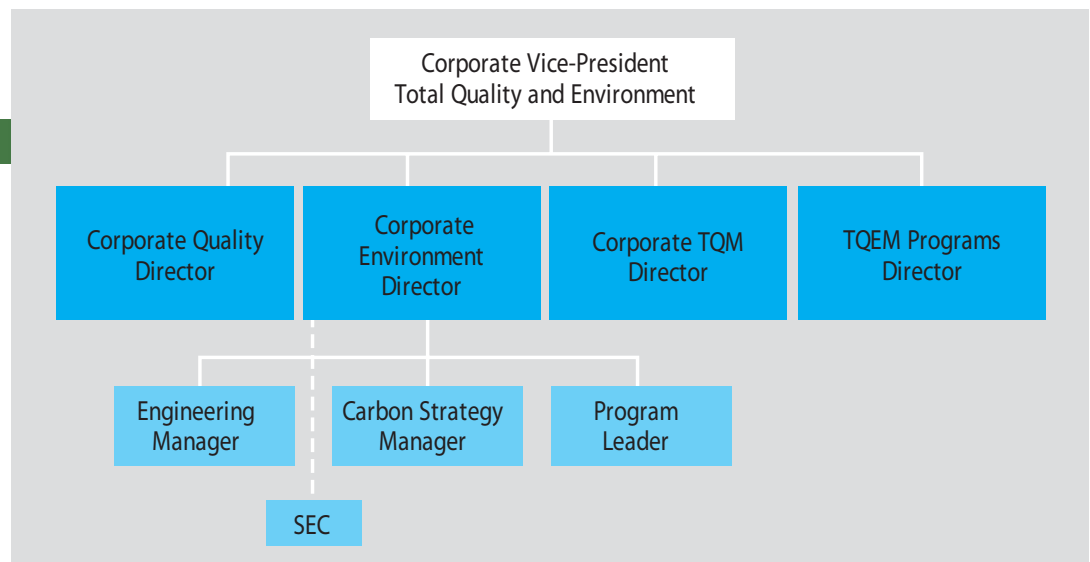 Corporate Vice-President
Total Quality and Environment
Corporate Quality
Director
Corporate
Environment
Director
Corporate TQM
Director
TQEM Programs
Director
Engineering
Manager
Carbon Strategy
Manager
Program
Leader
SEC